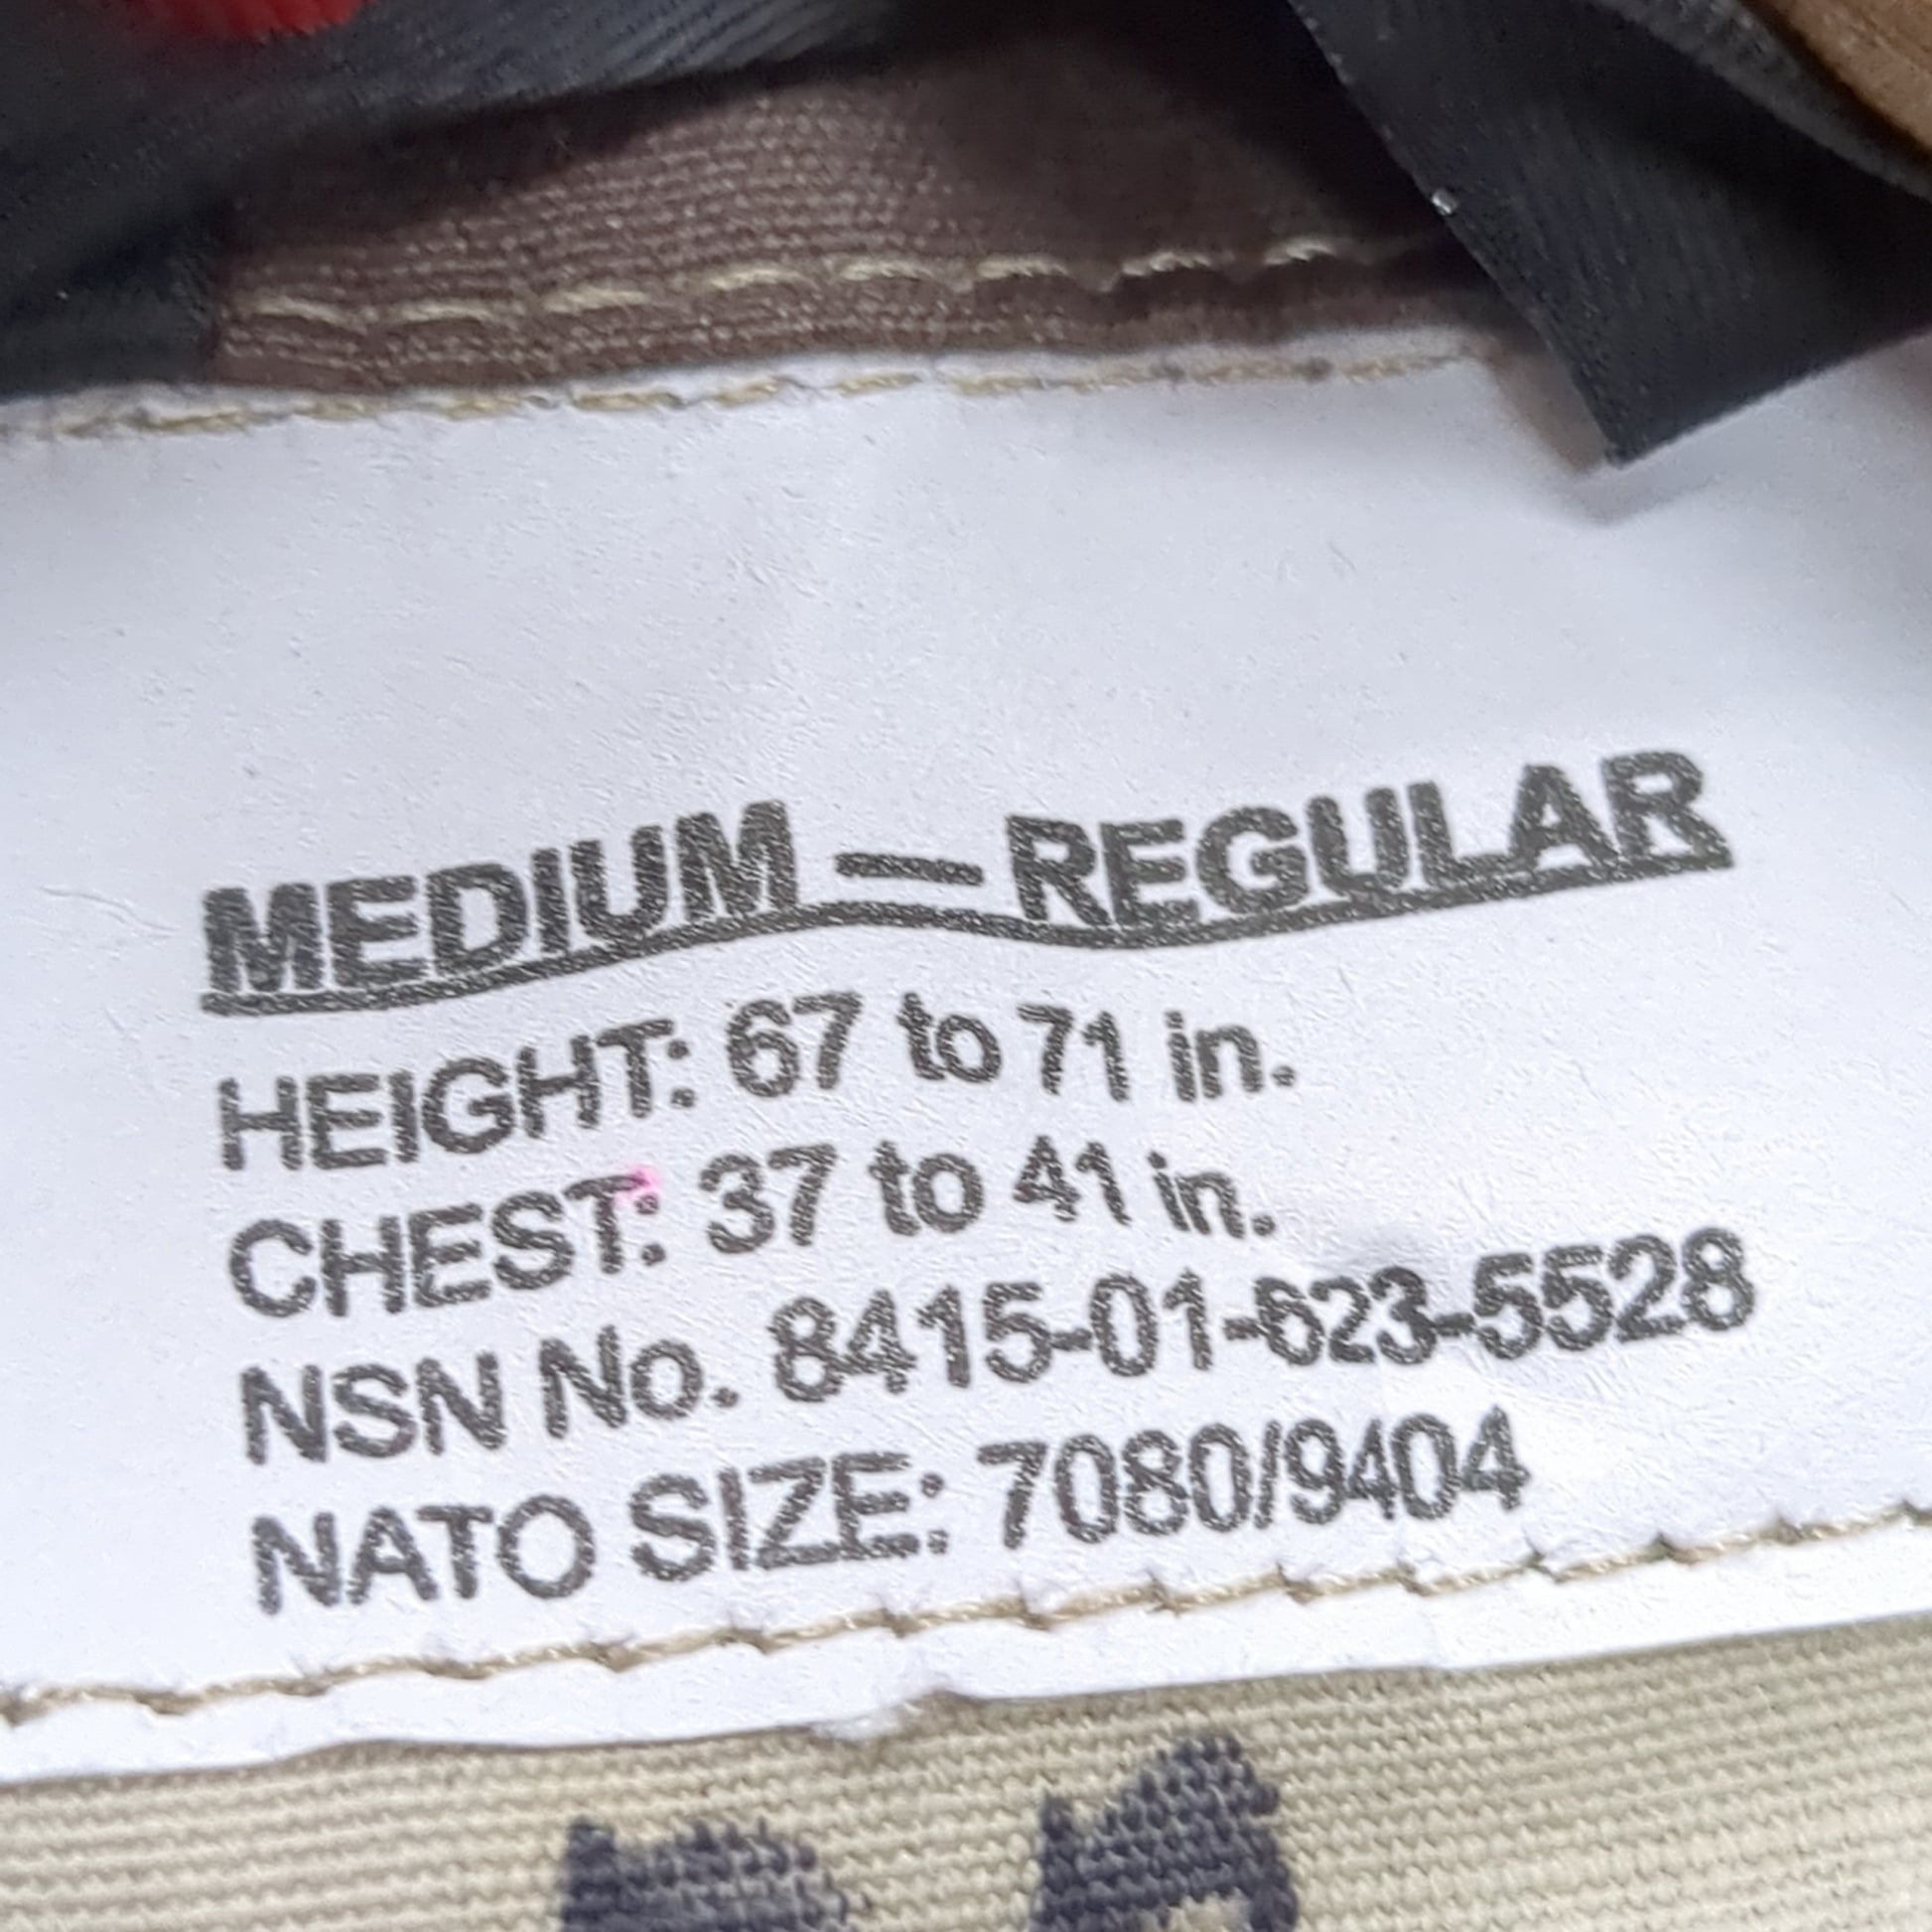 MEDIUM — REGULAR
HEIGHT: 67 to 71 in.
CHEST: 37 to 41 in.
NSN No. 8415-01-623-5528
NATO SIZE: 7080/9404